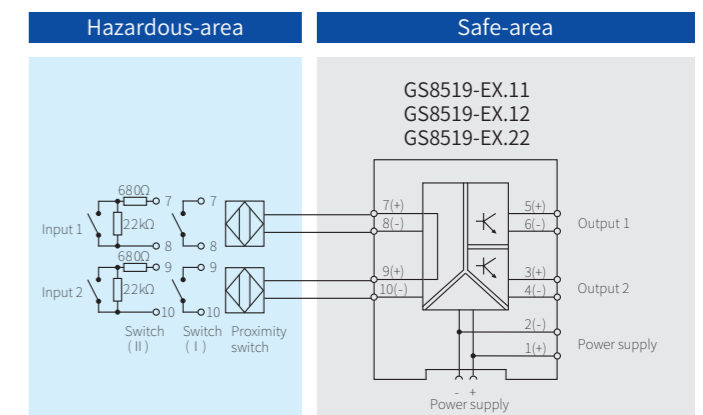 Hazardous-area
Safe-area
GS8519-EX.11
GS8519-EX.12
GS8519-EX.22
680Ω
7
7
7(+)
5(+)
Input 1
22kΩ
8(-)
6(-)
Output 1
8
8
680Ω
9
9
9(+)
3(+)
Input 2
22kΩ
10(-)
4(-)
Output 2
10
10
2(-)
Switch
(Ⅱ)
Switch
(Ⅰ)
Proximity
switch
1(+)
Power supply
- +
Power supply